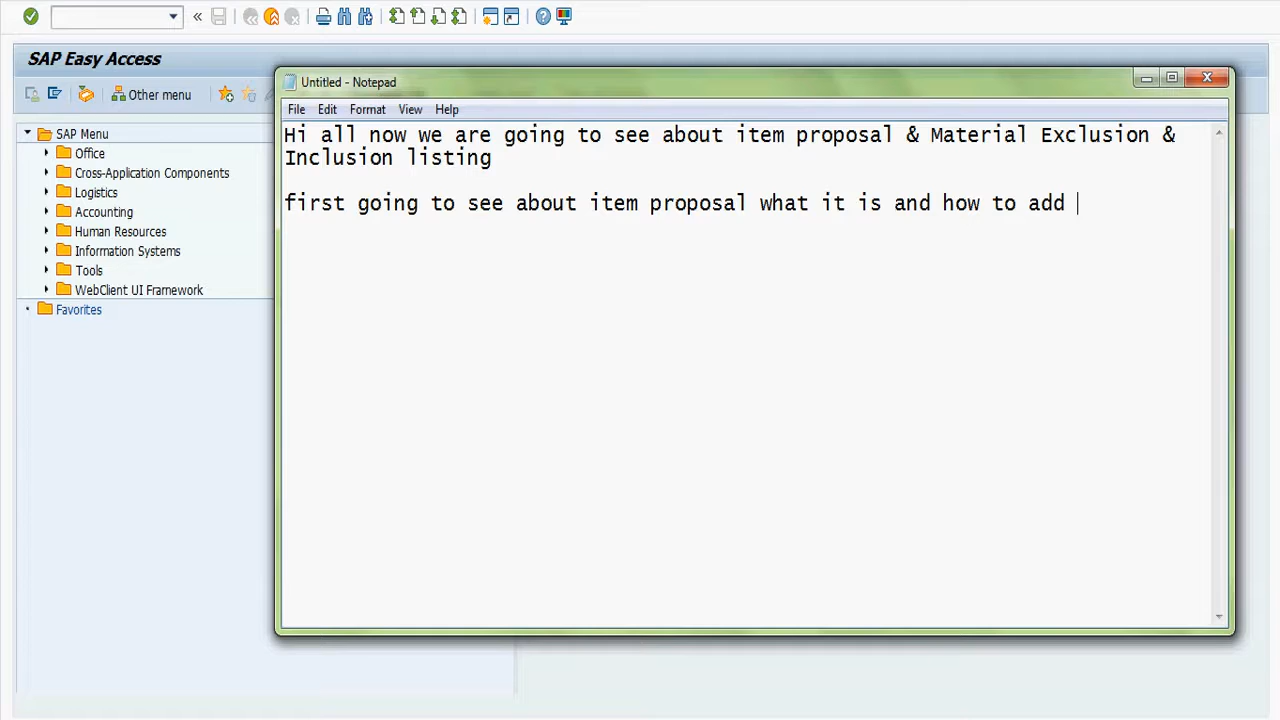 SAP Easy Access
Other menu
SAP Menu
Office
Cross-Application Components
Logistics
Accounting
Human Resources
Information Systems
Tools
WebClient UI Framework
Favorites
Untitled - Notepad
File Edit Format View Help
Hi all now we are going to see about item proposal & Material Exclusion &
Inclusion listing
first going to see about item proposal what it is and how to add